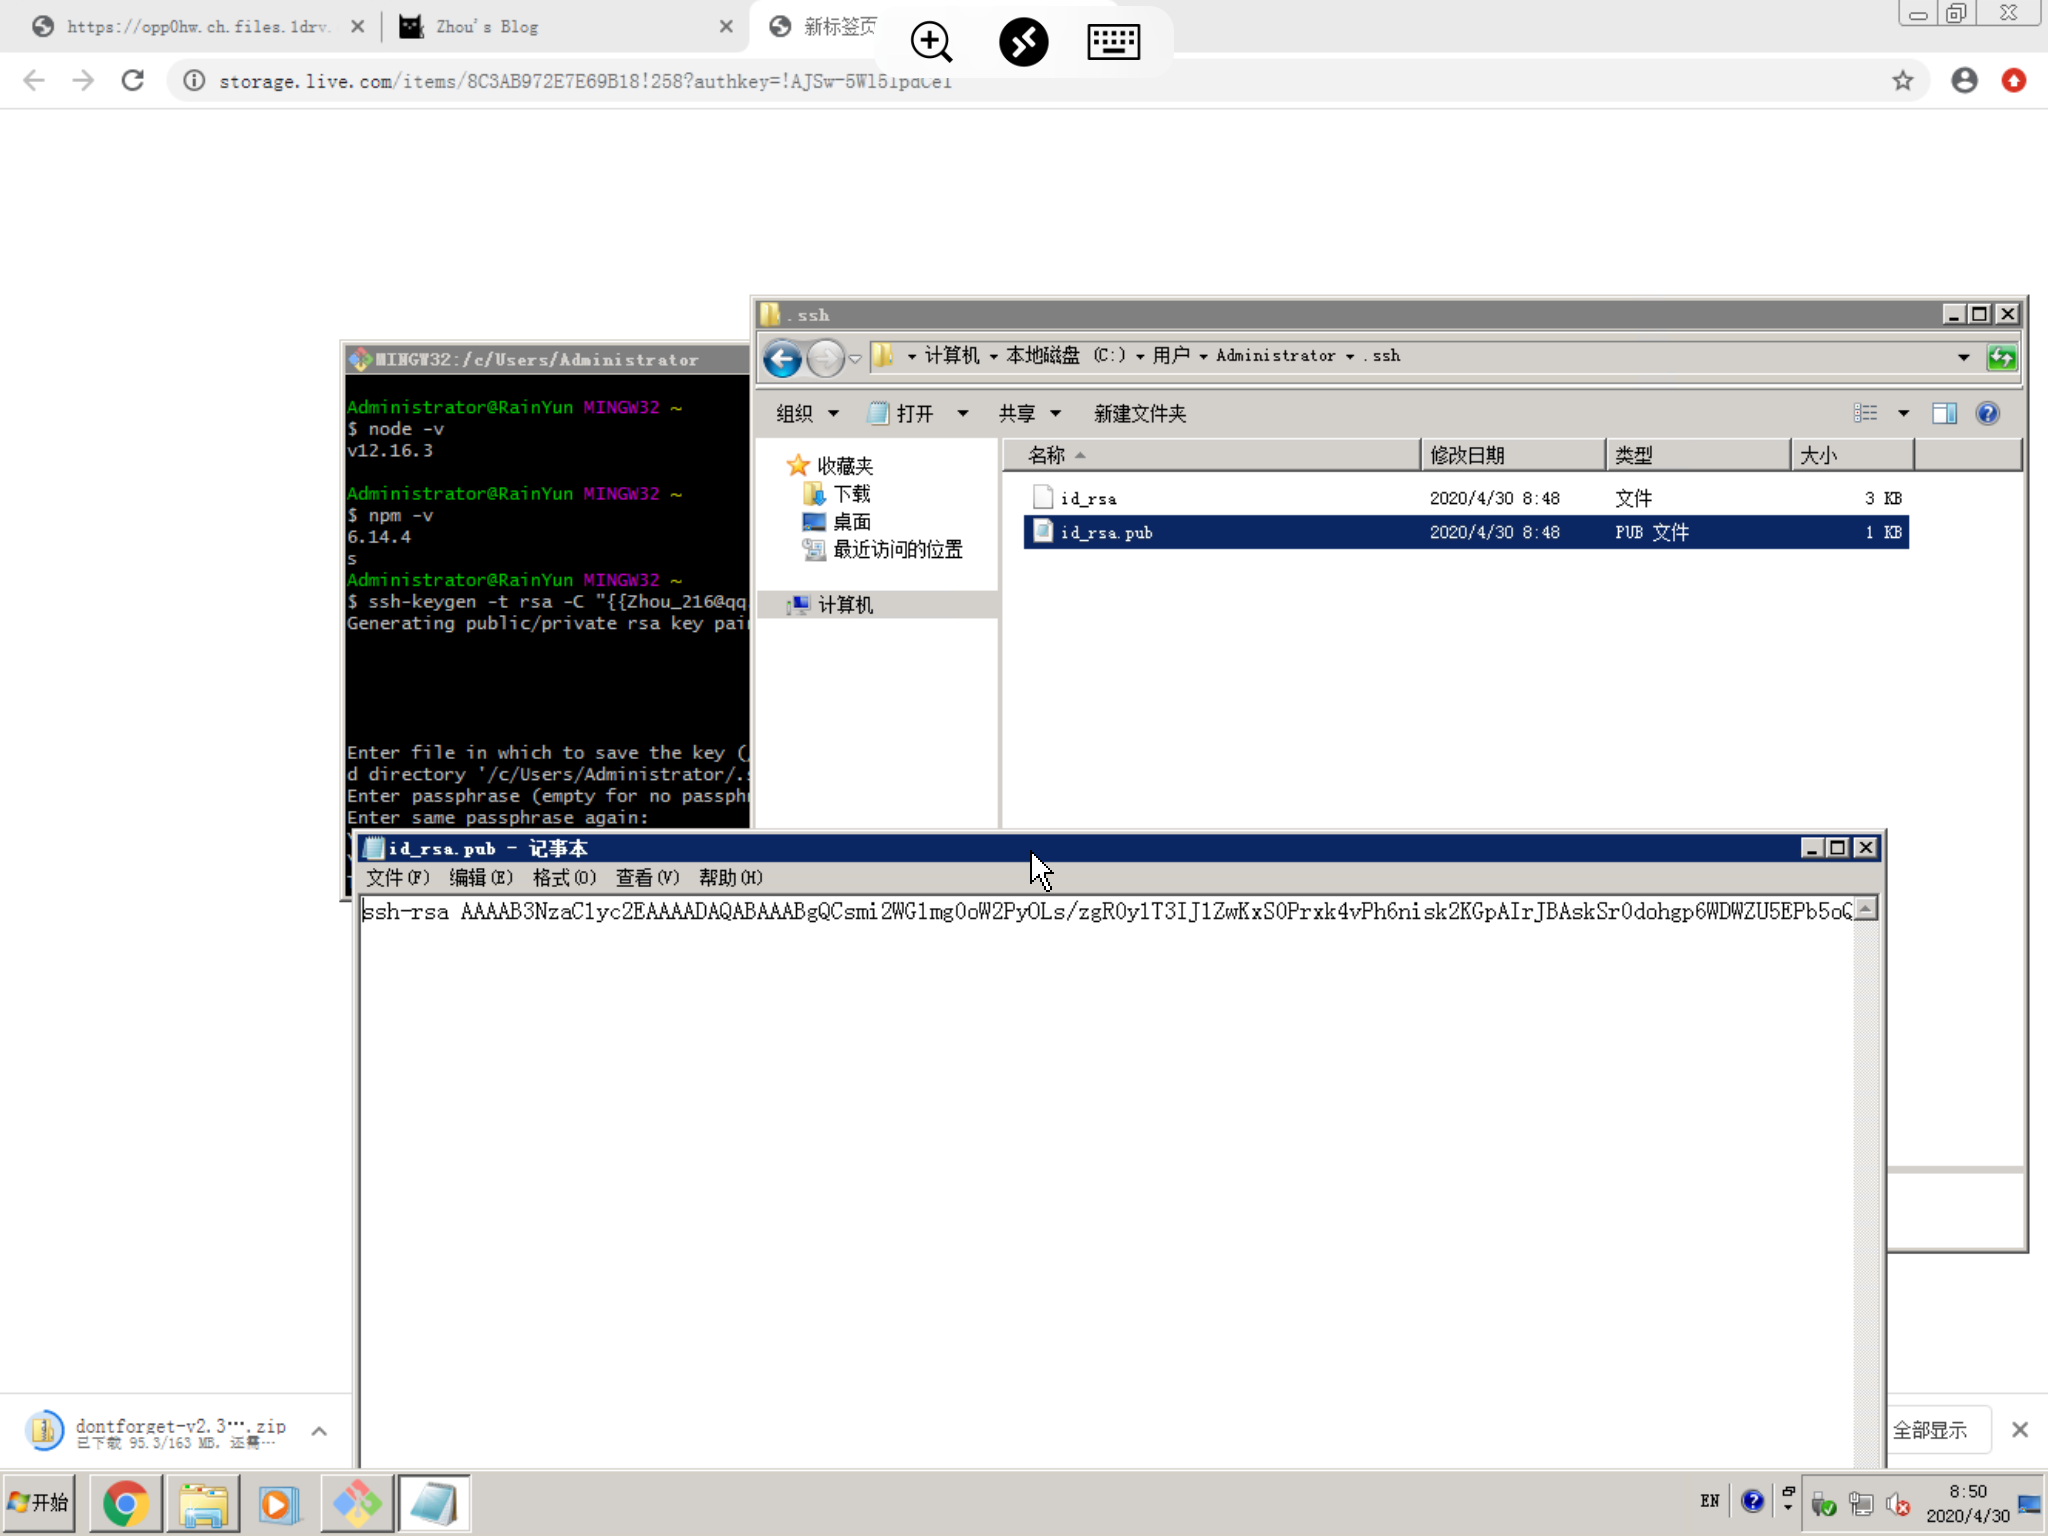 https://opp0hw.ch.files.1drv.
Zhou's Blog
新标签页
storage.live.com/items/8C3AB972E7E69B18!258?authkey=!AJSw-5Wl51pdCeI
MINGW32:/c/Users/Administrator
Administrator@RainYun MINGW32 ~
$ node -v
v12.16.3
Administrator@RainYun MINGW32 ~
$ npm -v
6.14.4
s
Administrator@RainYun MINGW32 ~
$ ssh-keygen -t rsa -C "{{Zhou_216@qq.
Generating public/private rsa key pair
Enter file in which to save the key (/
d directory '/c/Users/Administrator/.s
Enter passphrase (empty for no passphr
Enter same passphrase again:
.ssh
计算机 本地磁盘 (C:) 用户 Administrator .ssh
组织 打开 共享 新建文件夹
收藏夹
下载
桌面
最近访问的位置
计算机
名称 修改日期 类型 大小
id_rsa 2020/4/30 8:48 文件 3 KB
id_rsa.pub 2020/4/30 8:48 PUB 文件 1 KB
id_rsa.pub - 记事本
文件(F) 编辑(E) 格式(O) 查看(V) 帮助(H)
ssh-rsa AAAAB3NzaC1yc2EAAAADAQABAAABgQCsmi2WG1mg0oW2PyOLs/zgR0y1T3IJ1ZwKxS0Prxk4vPh6nisk2KGpAIrJBAskSr0dohgp6WDWZU5EPb5oQ
dontforget-v2.3….zip
已下载 95.3/163 MB，还需…
全部显示
开始
EN
8:50
2020/4/30